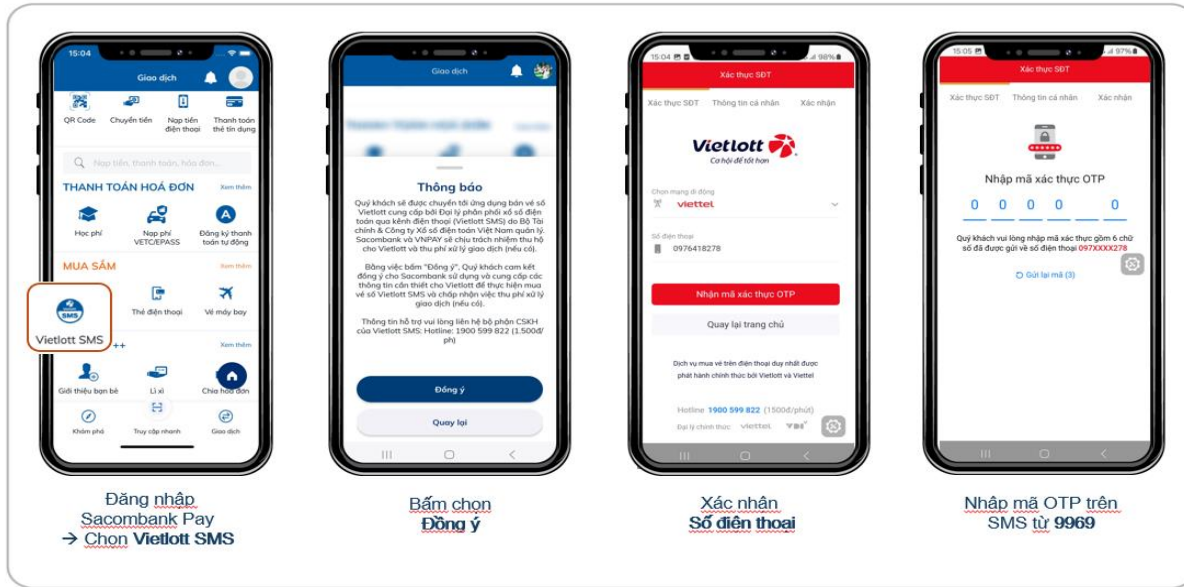 15:04
Giao dịch
QR Code
Chuyển tiền
Nạp tiền
điện thoại
Thanh toán
thẻ tín dụng
Nạp tiền, thanh toán, hóa đơn...
THANH TOÁN HOÁ ĐƠN
Xem thêm
Học phí
Nạp phí
VETC/EPASS
Đăng ký thanh
toán tự động
MUA SẮM
Xem thêm
SMS
Vietlott SMS
Thẻ điện thoại
Vé máy bay
++
Xem thêm
Giới thiệu bạn bè
Lì xì
Chia hoá đơn
Khám phá
Truy cập nhanh
Giao dịch
Đăng nhập
Sacombank Pay
→ Chọn Vietlott SMS
Giao dịch
Thông báo
Quý khách sẽ được chuyển tới ứng dụng bán vé số
Vietlott cung cấp bởi Đại lý phân phối xổ số điện
toán qua kênh điện thoại (Vietlott SMS) do Bộ Tài
chính & Công ty Xổ số điện toán Việt Nam quản lý.
Sacombank và VNPAY sẽ chịu trách nhiệm thu hộ
cho Vietlott và thu phí xử lý giao dịch (nếu có).
Bằng việc bấm "Đồng ý", Quý khách cam kết
đồng ý cho Sacombank sử dụng và cung cấp các
thông tin cần thiết cho Vietlott để thực hiện mua
vé số Vietlott SMS và chấp nhận việc thu phí xử lý
giao dịch (nếu có).
Thông tin hỗ trợ vui lòng liên hệ bộ phận CSKH
của Vietlott SMS: Hotline: 1900 599 822 (1.500đ/
ph)
Đồng ý
Quay lại
Bấm chọn
Đồng ý
15:04
98%
Xác thực SĐT
Xác thực SĐT
Thông tin cá nhân
Xác nhận
Vietlott
Cơ hội để tốt hơn
Chọn mạng di động
viettel
Số điện thoại
0976418278
Nhận mã xác thực OTP
Quay lại trang chủ
Dịch vụ mua vé trên điện thoại duy nhất được
phát hành chính thức bởi Vietlott và Viettel
Hotline 1900 599 822 (1500đ/phút)
Đại lý chính thức
viettel
Xác nhận
Số điện thoại
15:05
97%
Xác thực SĐT
Xác thực SĐT
Thông tin cá nhân
Xác nhận
Nhập mã xác thực OTP
0 0 0 0 0
Quý khách vui lòng nhập mã xác thực gồm 6 chữ
số đã được gửi về số điện thoại 097XXXX278
Gửi lại mã (3)
Nhập mã OTP trên
SMS từ 9969